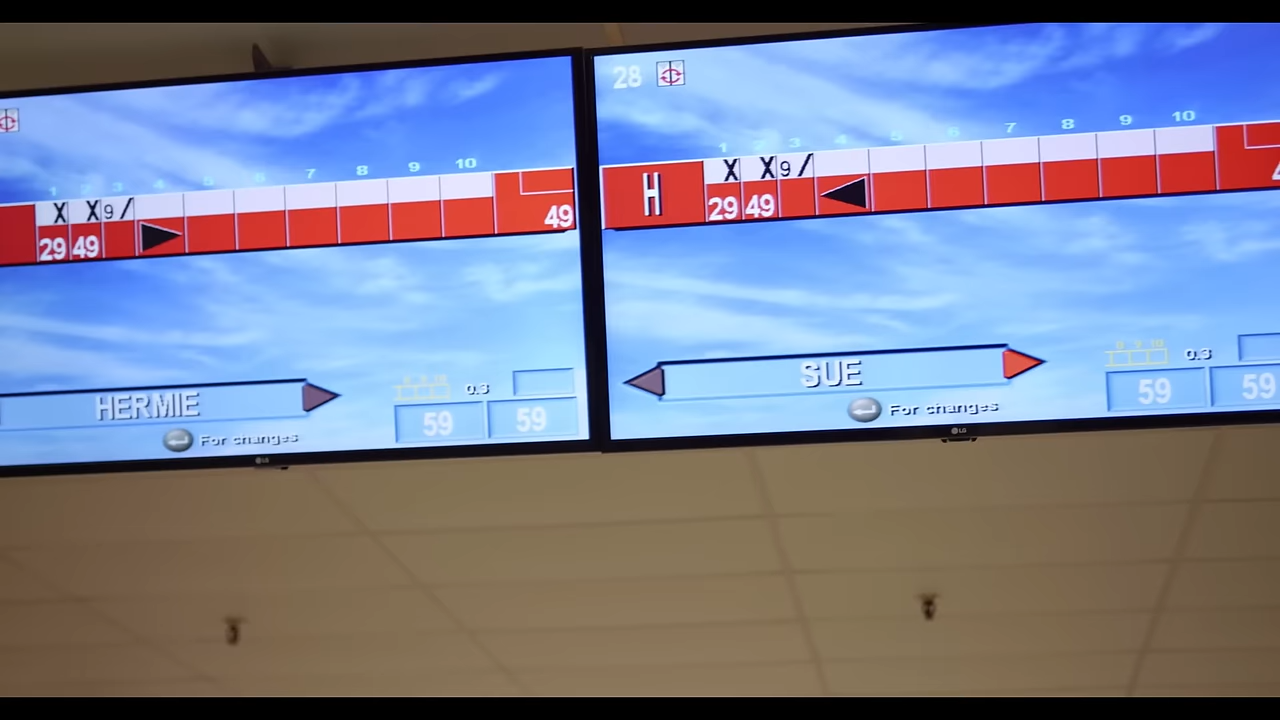 1 2 3 4 5 6 7 8 9 10
X X 9 /
29 49
49
HERMIE
0.3
For changes
59 59
LG
28
1 2 3 4 5 6 7 8 9 10
H X X 9 /
29 49
SUE
0.3
For changes
59 59
LG